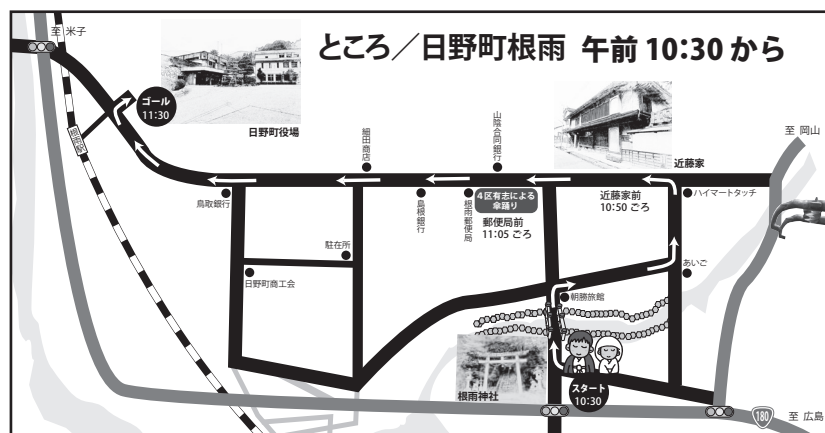 ところ／日野町根雨 午前 10:30 から
至 米子
ゴール
11:30
日野町役場
根雨駅
細田商店
山陰合同銀行
近藤家
至 岡山
鳥取銀行
島根銀行
根雨郵便局
4区有志による
傘踊り
郵便局前
11:05 ごろ
近藤家前
10:50 ごろ
ハイマートタッチ
駐在所
日野町商工会
あいご
朝勝旅館
根雨神社
スタート
10:30
180
至 広島